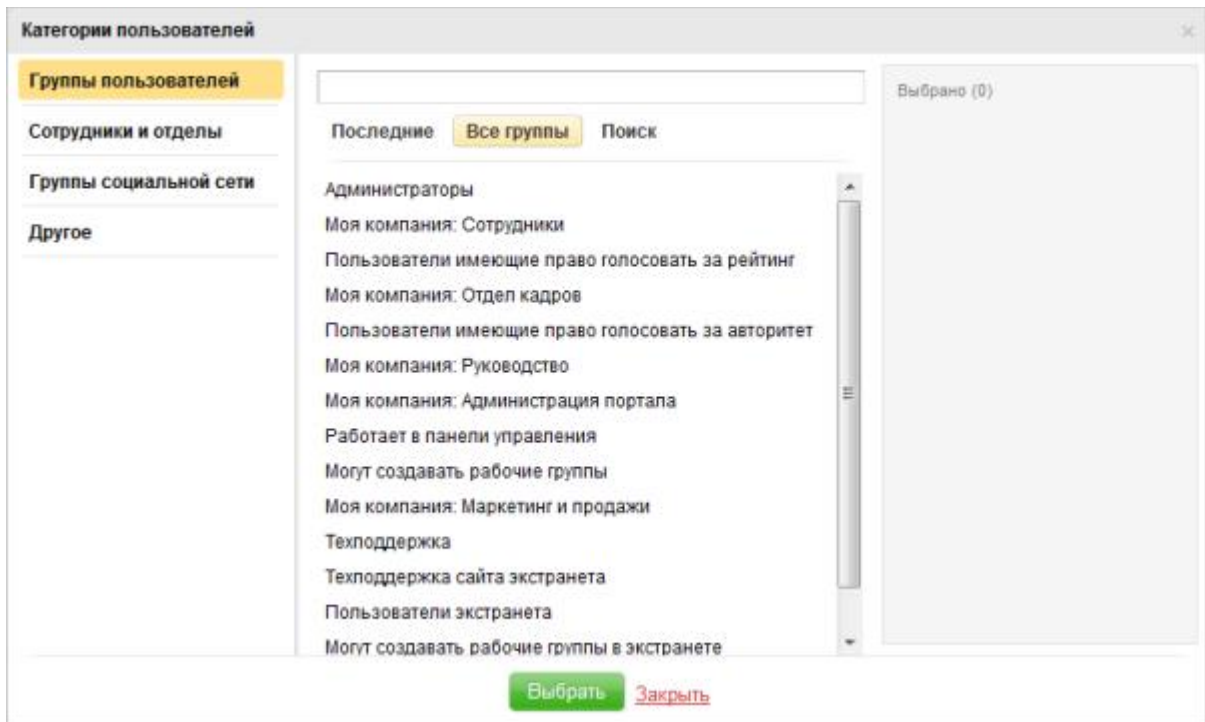 Категории пользователей
Группы пользователей
Сотрудники и отделы
Группы социальной сети
Другое
Последние Все группы Поиск
Администраторы
Моя компания: Сотрудники
Пользователи имеющие право голосовать за рейтинг
Моя компания: Отдел кадров
Пользователи имеющие право голосовать за авторитет
Моя компания: Руководство
Моя компания: Администрация портала
Работает в панели управления
Могут создавать рабочие группы
Моя компания: Маркетинг и продажи
Техподдержка
Техподдержка сайта экстранета
Пользователи экстранета
Могут создавать рабочие группы в экстранете
Выбрано (0)
Выбрать Закрыть